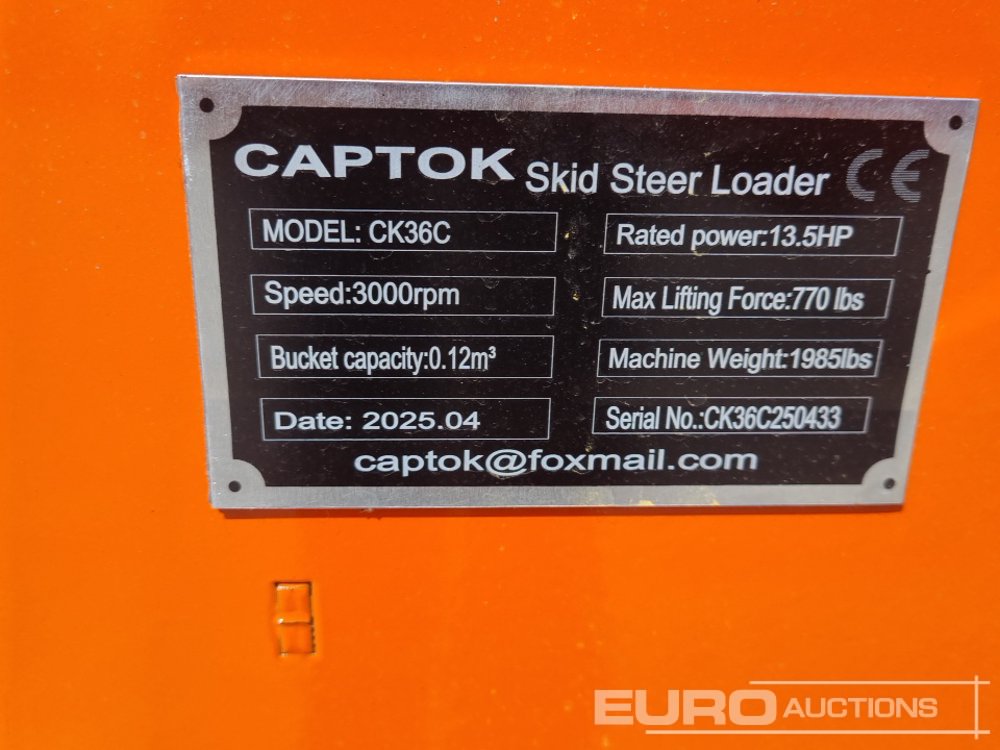 CAPTOK Skid Steer Loader CE
MODEL: CK36C
Rated power:13.5HP
Speed:3000rpm
Max Lifting Force:770 lbs
Bucket capacity:0.12m³
Machine Weight:1985lbs
Date: 2025.04
Serial No.:CK36C250433
captok@foxmail.com
EURO AUCTIONS